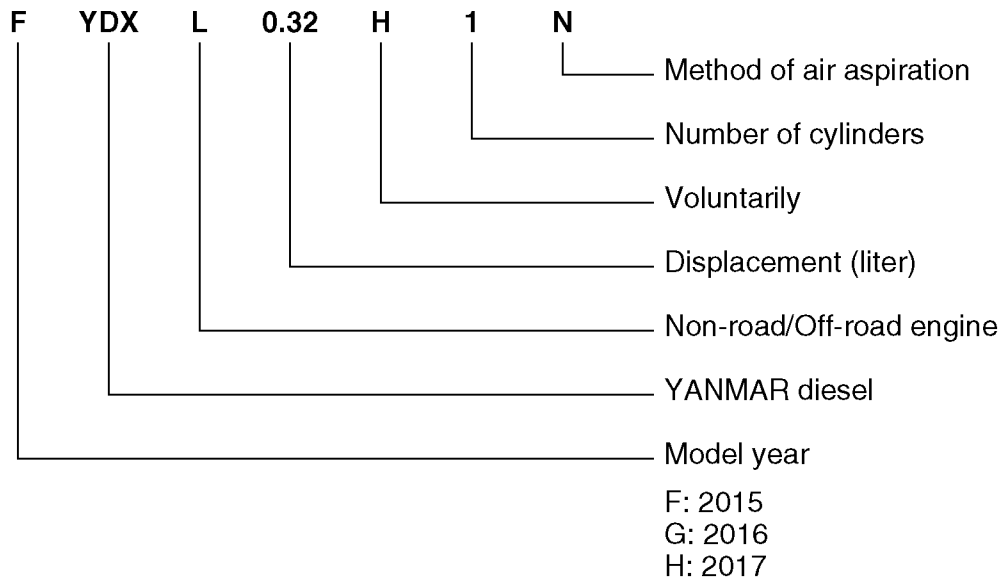 F YDX L 0.32 H 1 N
Method of air aspiration
Number of cylinders
Voluntarily
Displacement (liter)
Non-road/Off-road engine
YANMAR diesel
Model year
F: 2015
G: 2016
H: 2017